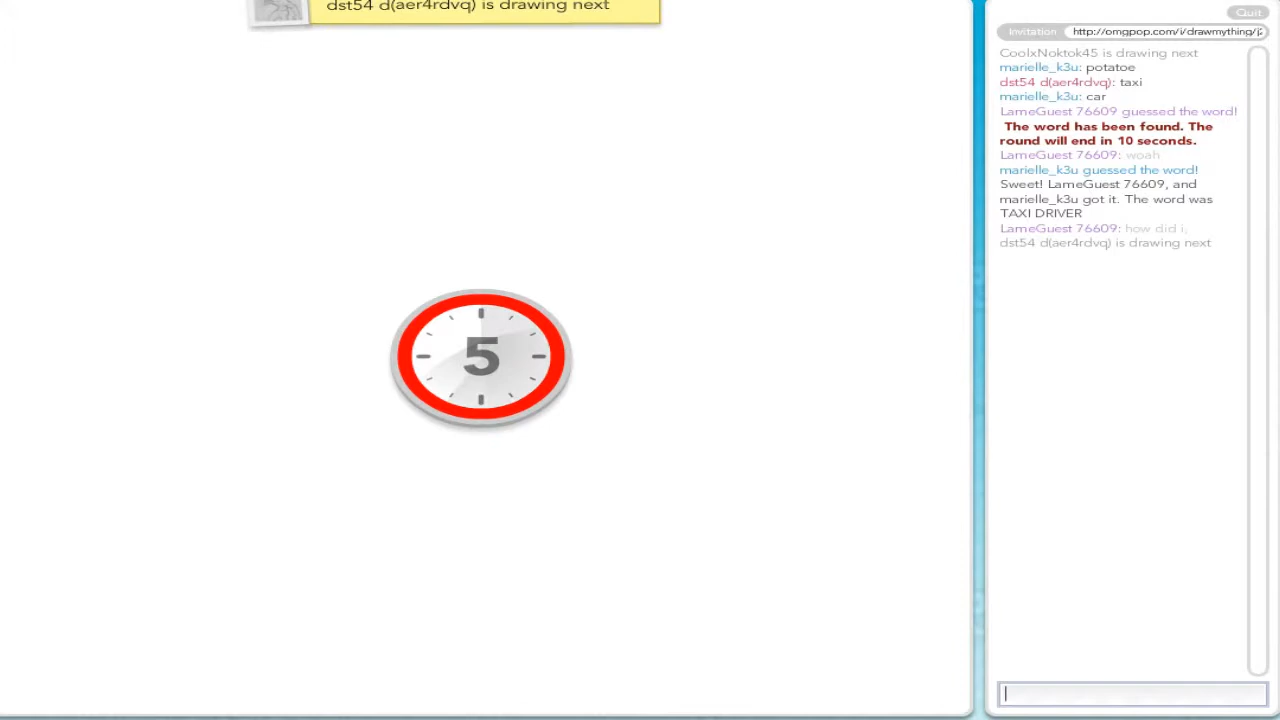 dst54 d(aer4rdvq) is drawing next
5
Quit
Invitation http://omgpop.com/i/drawmything/j
CoolxNoktok45 is drawing next
marielle_k3u: potatoe
dst54 d(aer4rdvq): taxi
marielle_k3u: car
LameGuest 76609 guessed the word!
The word has been found. The
round will end in 10 seconds.
LameGuest 76609: woah
marielle_k3u guessed the word!
Sweet! LameGuest 76609, and
marielle_k3u got it. The word was
TAXI DRIVER
LameGuest 76609: how did i,
dst54 d(aer4rdvq) is drawing next